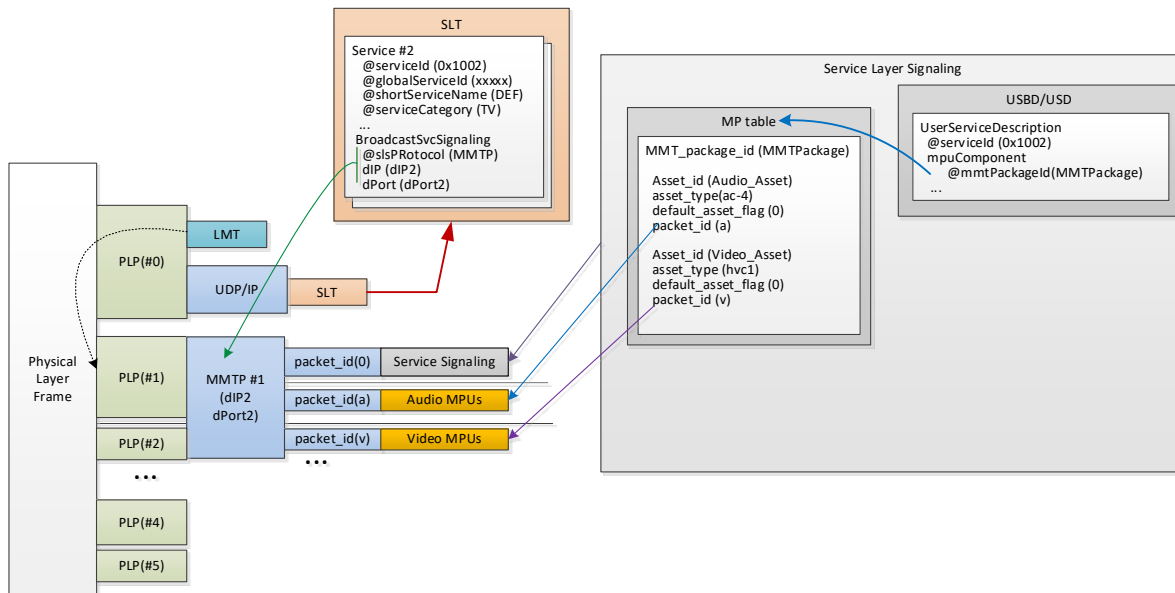 SLT
Service #2
@serviceId (0x1002)
@globalServiceId (xxxxx)
@shortServiceName (DEF)
@serviceCategory (TV)
...
BroadcastSvcSignaling
@slsPRotocol (MMTP)
dIP (dIP2)
dPort (dPort2)
Service Layer Signaling
USBD/USD
UserServiceDescription
@serviceId (0x1002)
mpuComponent
@mmtPackageId(MMTPackage)
...
MP table
MMT_package_id (MMTPackage)
Asset_id (Audio_Asset)
asset_type(ac-4)
default_asset_flag (0)
packet_id (a)
Asset_id (Video_Asset)
asset_type (hvc1)
default_asset_flag (0)
packet_id (v)
Physical
Layer
Frame
PLP(#0)
LMT
UDP/IP
SLT
PLP(#1)
MMTP #1
(dIP2
dPort2)
packet_id(0)
Service Signaling
packet_id(a)
Audio MPUs
PLP(#2)
packet_id(v)
Video MPUs
...
...
PLP(#4)
PLP(#5)